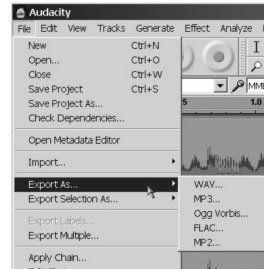 Audacity
File Edit View Tracks Generate Effect Analyze
New Ctrl+N
Open... Ctrl+O
Close Ctrl+W
Save Project Ctrl+S
Save Project As...
Check Dependencies...
Open Metadata Editor
Import...
Export As...
Export Selection As...
Export Labels...
Export Multiple...
Apply Chain...
WAV...
MP3...
Ogg Vorbis...
FLAC...
MP2...
5 1.0